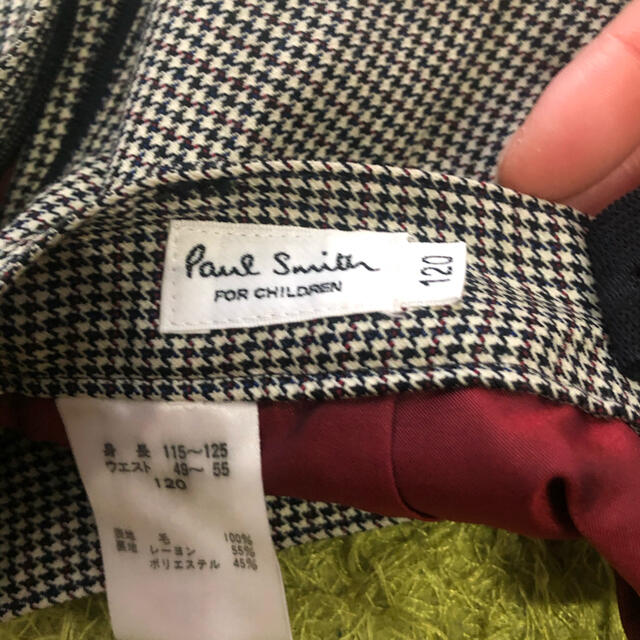 Paul Smith
FOR CHILDREN
120
身長 115~125
ウエスト 49~55
120
表地 毛 100%
裏地 レーヨン 55%
ポリエステル 45%